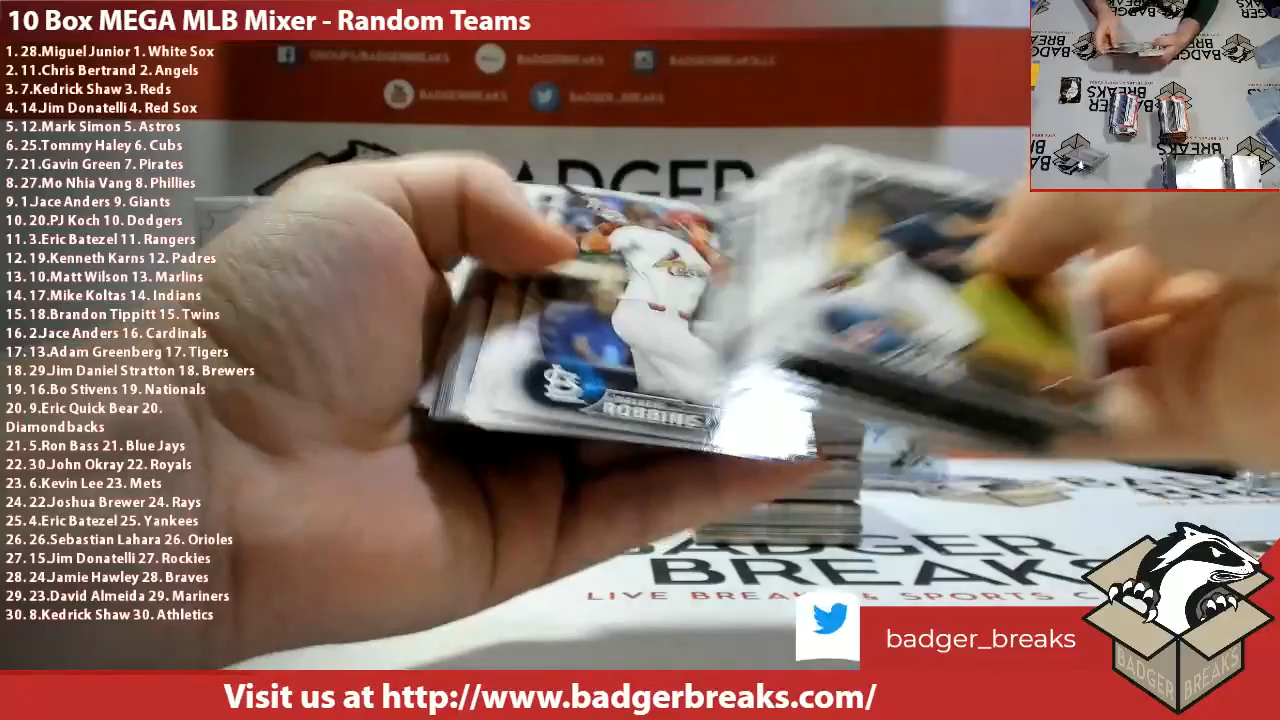 10 Box MEGA MLB Mixer - Random Teams
1. 28.Miguel Junior 1. White Sox
2. 11.Chris Bertrand 2. Angels
3. 7.Kedrick Shaw 3. Reds
4. 14.Jim Donatelli 4. Red Sox
5. 12.Mark Simon 5. Astros
6. 25.Tommy Haley 6. Cubs
7. 21.Gavin Green 7. Pirates
8. 27.Mo Nhia Vang 8. Phillies
9. 1.Jace Anders 9. Giants
10. 20.PJ Koch 10. Dodgers
11. 3.Eric Batezel 11. Rangers
12. 19.Kenneth Karns 12. Padres
13. 10.Matt Wilson 13. Marlins
14. 17.Mike Koltas 14. Indians
15. 18.Brandon Tippitt 15. Twins
16. 2.Jace Anders 16. Cardinals
17. 13.Adam Greenberg 17. Tigers
18. 29.Jim Daniel Stratton 18. Brewers
19. 16.Bo Stivens 19. Nationals
20. 9.Eric Quick Bear 20.
Diamondbacks
21. 5.Ron Bass 21. Blue Jays
22. 30.John Okray 22. Royals
23. 6.Kevin Lee 23. Mets
24. 22.Joshua Brewer 24. Rays
25. 4.Eric Batezel 25. Yankees
26. 26.Sebastian Lahara 26. Orioles
27. 15.Jim Donatelli 27. Rockies
28. 24.Jamie Hawley 28. Braves
29. 23.David Almeida 29. Mariners
30. 8.Kedrick Shaw 30. Athletics
GROUPS/BADGERBREAKS BADGERBREAKS BADGERBREAKS
BADGERBREAKS BADGER_BREAKS
BADGER
ROBBINS
BADGER
BREAKS
LIVE BREAKS & SPORTS
badger_breaks
BADGER BREAKS
Visit us at http://www.badgerbreaks.com/